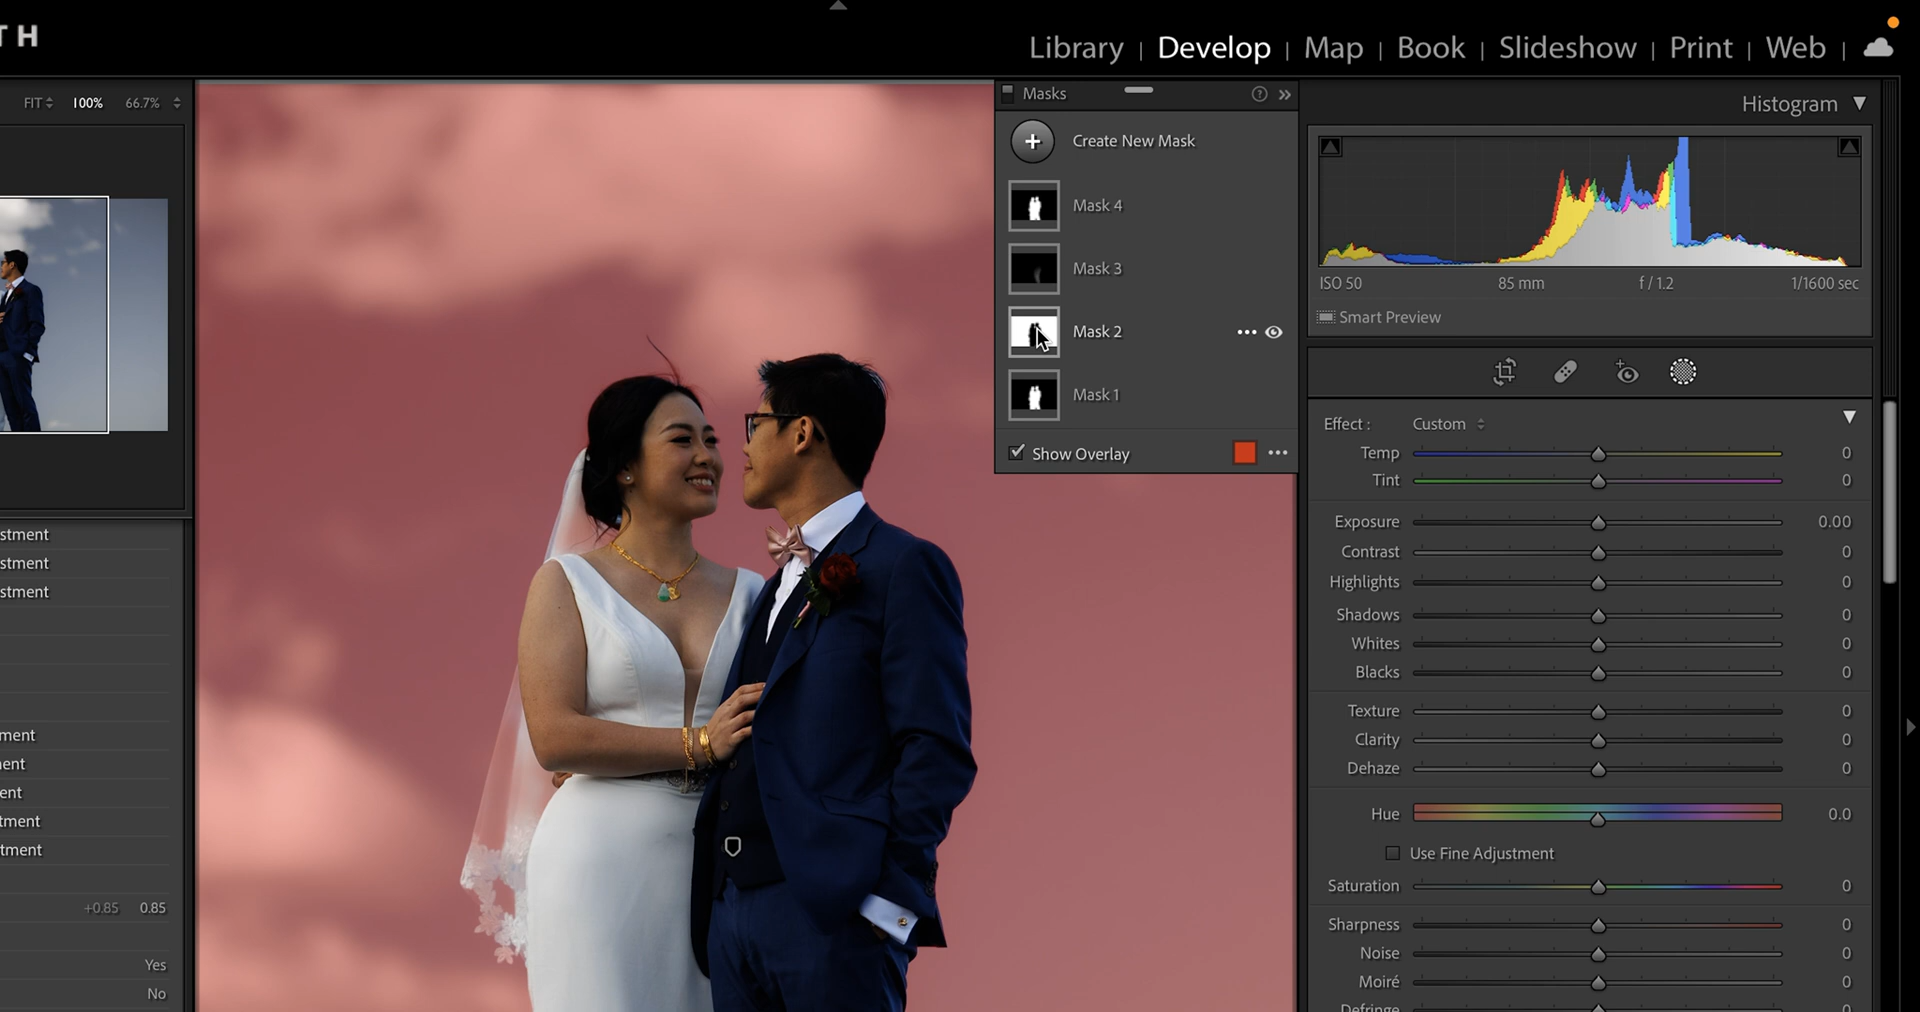 TH
Library | Develop | Map | Book | Slideshow | Print | Web |
FIT 100% 66.7%
stment
stment
stment
ment
ent
ent
tment
tment
+0.85 0.85
Yes
No
Masks
Create New Mask
Mask 4
Mask 3
Mask 2
Mask 1
Show Overlay
Histogram
ISO 50 85 mm f / 1.2 1/1600 sec
Smart Preview
Effect : Custom
Temp 0
Tint 0
Exposure 0.00
Contrast 0
Highlights 0
Shadows 0
Whites 0
Blacks 0
Texture 0
Clarity 0
Dehaze 0
Hue 0.0
Use Fine Adjustment
Saturation 0
Sharpness 0
Noise 0
Moiré 0
Defringe